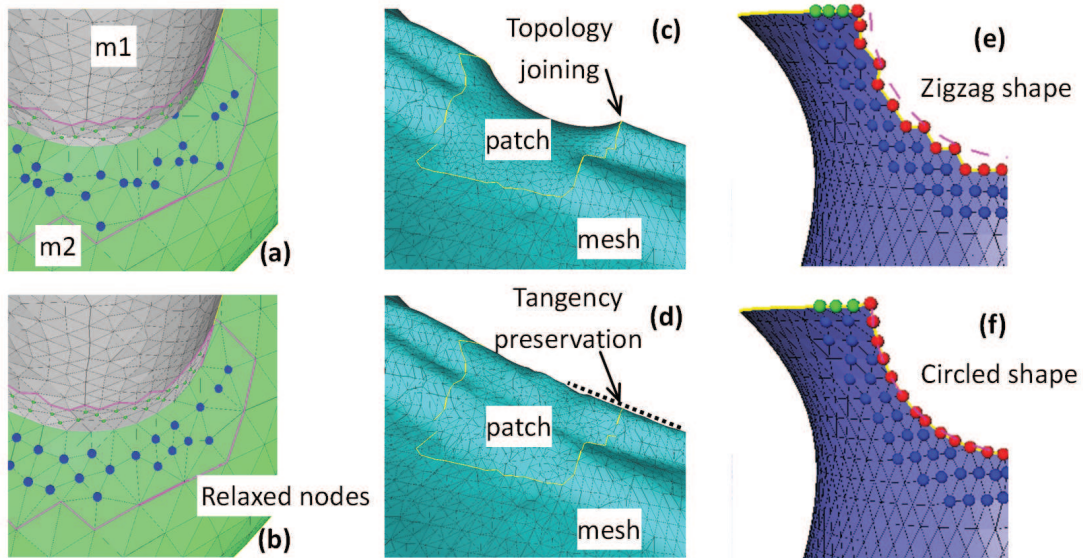 m1
m2
(a)
Relaxed nodes
(b)
Topology
joining
(c)
patch
mesh
Tangency
preservation
(d)
patch
mesh
(e)
Zigzag shape
(f)
Circled shape